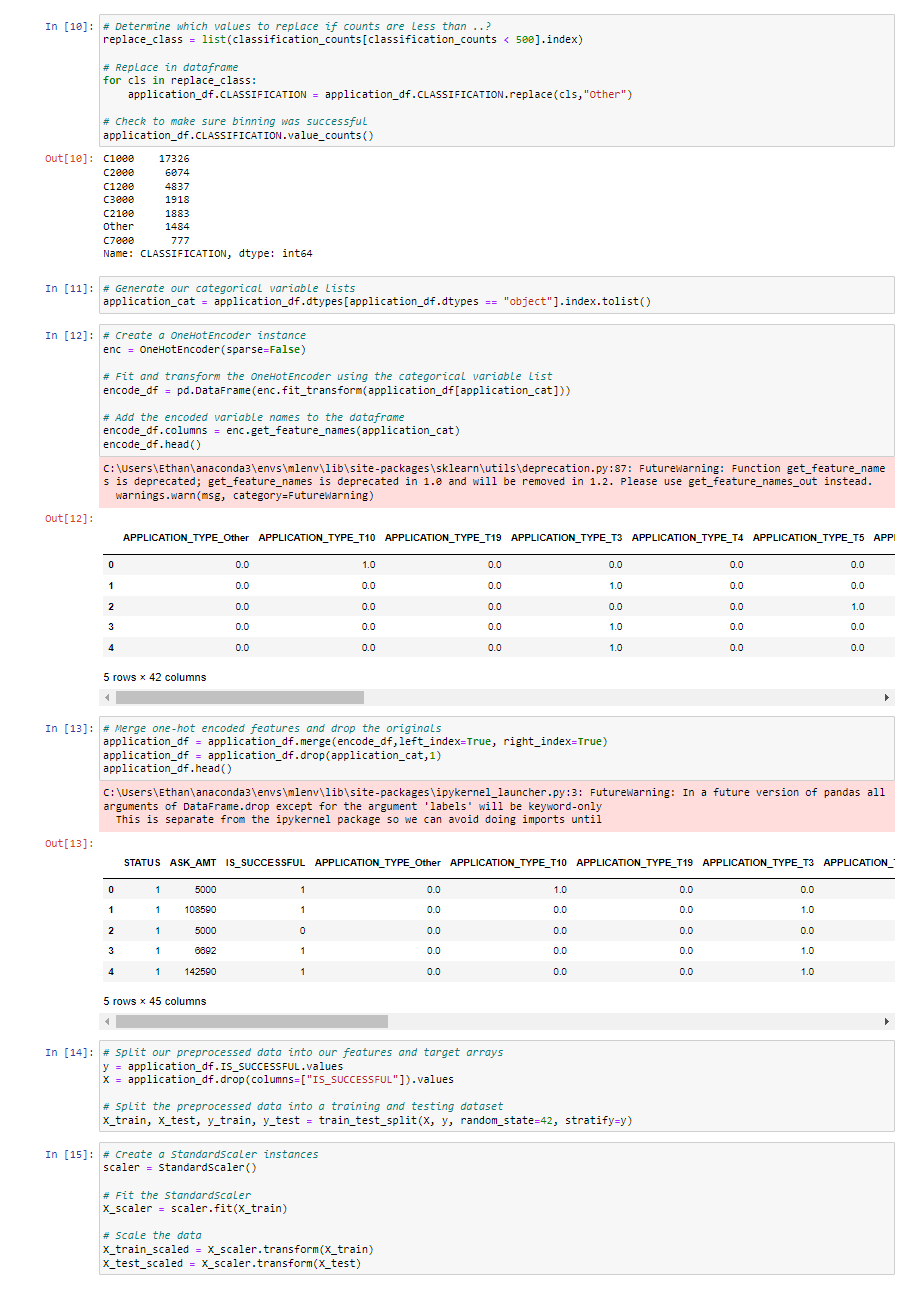 In [10]: # Determine which values to replace if counts are less than ..?
replace_class = list(classification_counts[classification_counts < 500].index)
# Replace in dataframe
for cls in replace_class:
    application_df.CLASSIFICATION = application_df.CLASSIFICATION.replace(cls,"Other")
# Check to make sure binning was successful
application_df.CLASSIFICATION.value_counts()
Out[10]: C1000    17326
C2000     6074
C1200     4837
C3000     1918
C2100     1883
Other     1484
C7000      777
Name: CLASSIFICATION, dtype: int64
In [11]: # Generate our categorical variable lists
application_cat = application_df.dtypes[application_df.dtypes == "object"].index.tolist()
In [12]: # Create a OneHotEncoder instance
enc = OneHotEncoder(sparse=False)
# Fit and transform the OneHotEncoder using the categorical variable list
encode_df = pd.DataFrame(enc.fit_transform(application_df[application_cat]))
# Add the encoded variable names to the dataframe
encode_df.columns = enc.get_feature_names(application_cat)
encode_df.head()
C:\Users\Ethan\anaconda3\envs\mlenv\lib\site-packages\sklearn\utils\deprecation.py:87: FutureWarning: Function get_feature_name
s is deprecated; get_feature_names is deprecated in 1.0 and will be removed in 1.2. Please use get_feature_names_out instead.
  warnings.warn(msg, category=FutureWarning)
Out[12]:
APPLICATION_TYPE_Other APPLICATION_TYPE_T10 APPLICATION_TYPE_T19 APPLICATION_TYPE_T3 APPLICATION_TYPE_T4 APPLICATION_TYPE_T5 APPI
0 0.0 1.0 0.0 0.0 0.0 0.0
1 0.0 0.0 0.0 1.0 0.0 0.0
2 0.0 0.0 0.0 0.0 0.0 1.0
3 0.0 0.0 0.0 1.0 0.0 0.0
4 0.0 0.0 0.0 1.0 0.0 0.0
5 rows × 42 columns
In [13]: # Merge one-hot encoded features and drop the originals
application_df = application_df.merge(encode_df,left_index=True, right_index=True)
application_df = application_df.drop(application_cat,1)
application_df.head()
C:\Users\Ethan\anaconda3\envs\mlenv\lib\site-packages\ipykernel_launcher.py:3: FutureWarning: In a future version of pandas all
arguments of DataFrame.drop except for the argument 'labels' will be keyword-only
  This is separate from the ipykernel package so we can avoid doing imports until
Out[13]:
STATUS ASK_AMT IS_SUCCESSFUL APPLICATION_TYPE_Other APPLICATION_TYPE_T10 APPLICATION_TYPE_T19 APPLICATION_TYPE_T3 APPLICATION_
0 1 5000 1 0.0 1.0 0.0 0.0
1 1 108590 1 0.0 0.0 0.0 1.0
2 1 5000 0 0.0 0.0 0.0 0.0
3 1 6692 1 0.0 0.0 0.0 1.0
4 1 142590 1 0.0 0.0 0.0 1.0
5 rows × 45 columns
In [14]: # Split our preprocessed data into our features and target arrays
y = application_df.IS_SUCCESSFUL.values
X = application_df.drop(columns=["IS_SUCCESSFUL"]).values
# Split the preprocessed data into a training and testing dataset
X_train, X_test, y_train, y_test = train_test_split(X, y, random_state=42, stratify=y)
In [15]: # Create a StandardScaler instances
scaler = StandardScaler()
# Fit the StandardScaler
X_scaler = scaler.fit(X_train)
# Scale the data
X_train_scaled = X_scaler.transform(X_train)
X_test_scaled = X_scaler.transform(X_test)